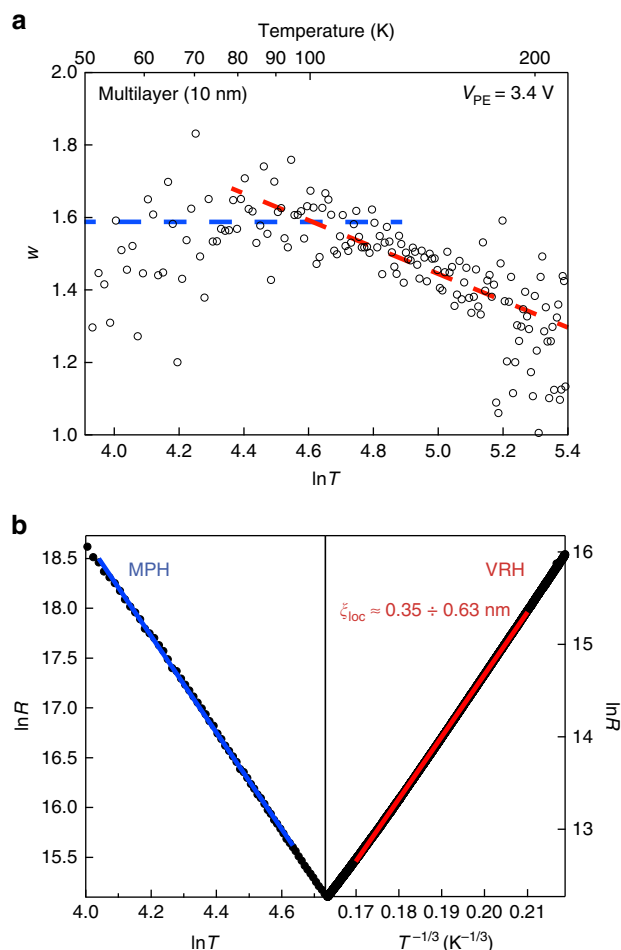 a
Temperature (K)
50 60 70 80 90 100 200
2.0
Multilayer (10 nm) V_PE = 3.4 V
1.8
1.6
w
1.4
1.2
1.0
4.0 4.2 4.4 4.6 4.8 5.0 5.2 5.4
lnT
b
18.5 MPH VRH 16
ξ_loc ≈ 0.35 ÷ 0.63 nm
18.0
17.5 15
17.0
lnR lnR
16.5 14
16.0
15.5 13
4.0 4.2 4.4 4.6 0.17 0.18 0.19 0.20 0.21
lnT T^{-1/3} (K^{-1/3})